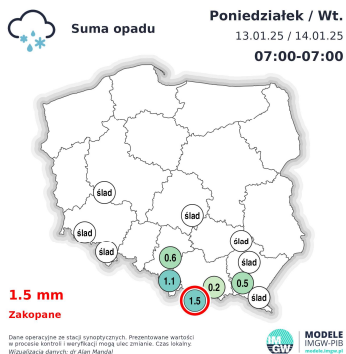 Suma opadu
Poniedziałek / Wt.
13.01.25 / 14.01.25
07:00-07:00
ślad
ślad
ślad
ślad
ślad
ślad
0.6
1.1
0.5
0.2
1.5
ślad
1.5 mm
Zakopane
Dane operacyjne ze stacji synoptycznych. Prezentowane wartości
w procesie kontroli i weryfikacji mogą ulec zmianie. Czas lokalny.
Wizualizacja danych: dr Alan Mandal
IM
GW
MODELE
IMGW-PIB
modele.imgw.pl